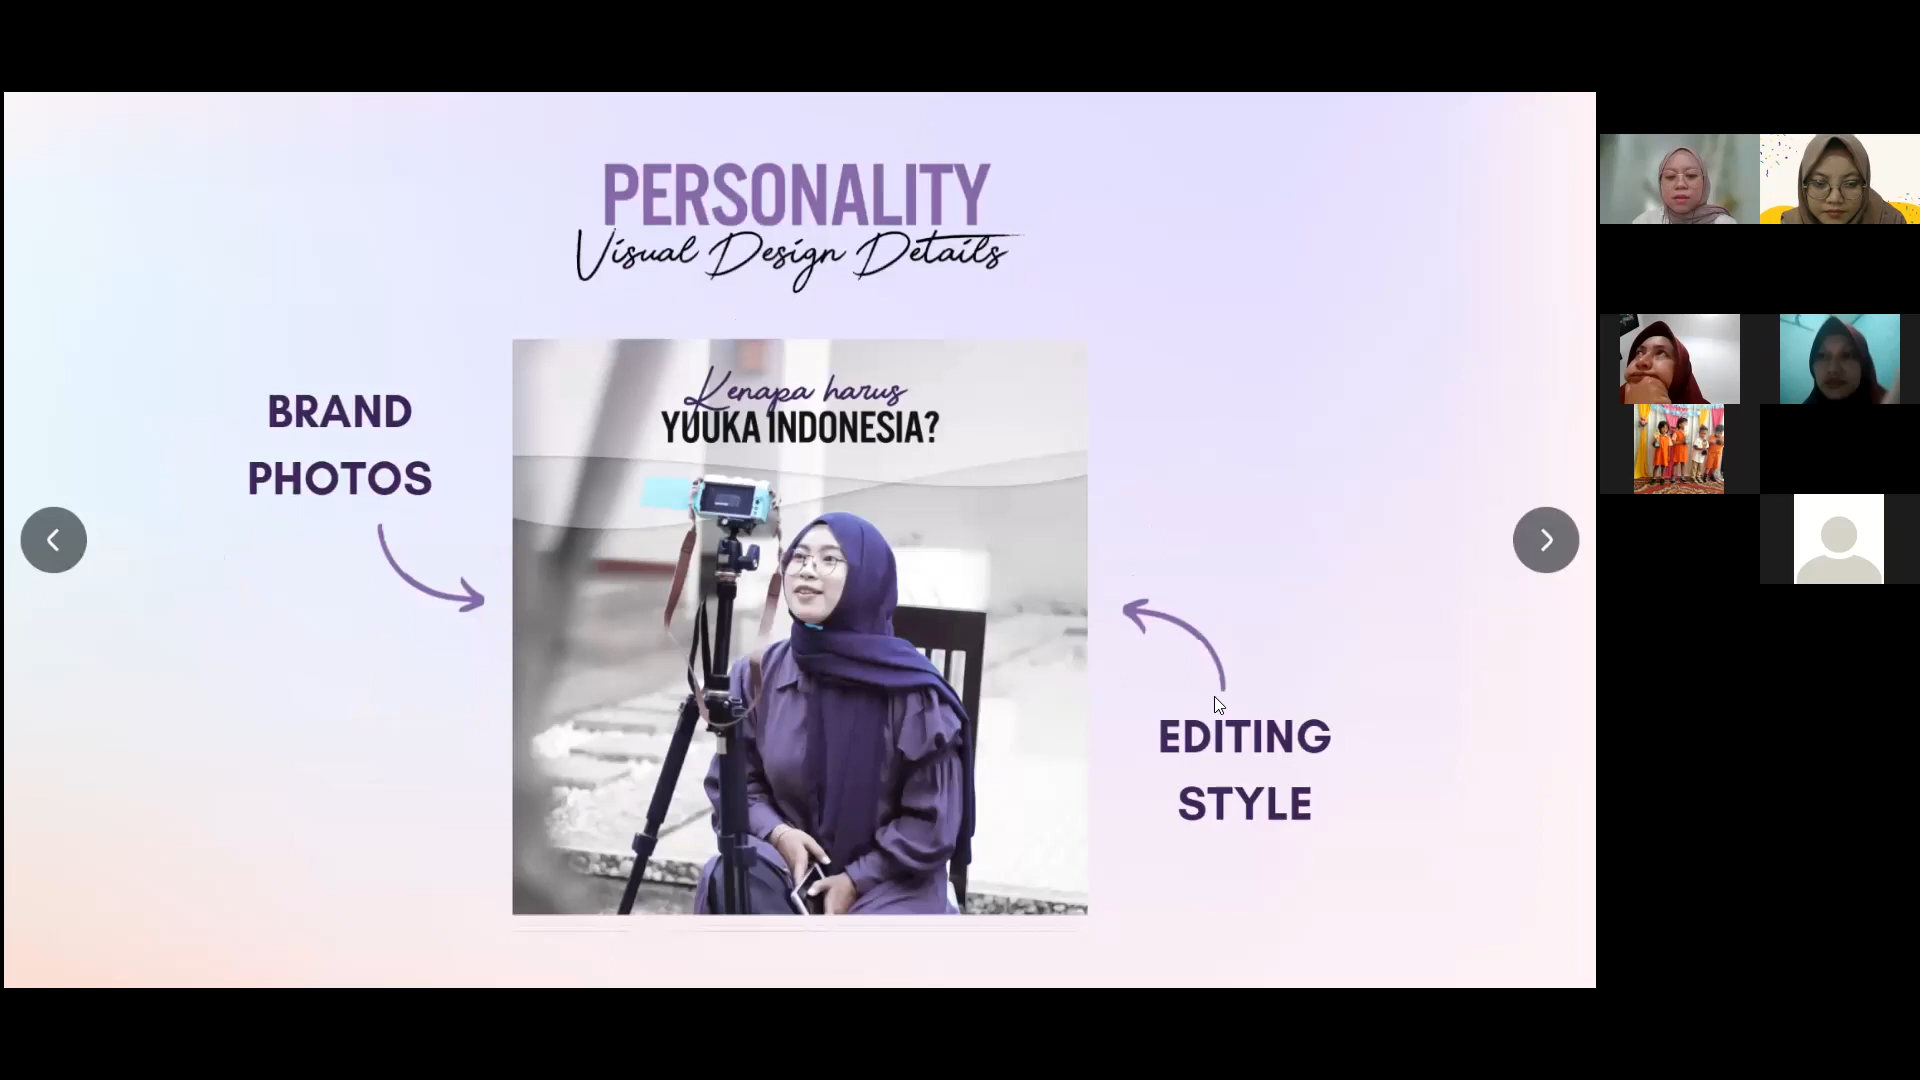 PERSONALITY
Visual Design Details
BRAND
PHOTOS
Kenapa harus
YUUKA INDONESIA?
EDITING
STYLE